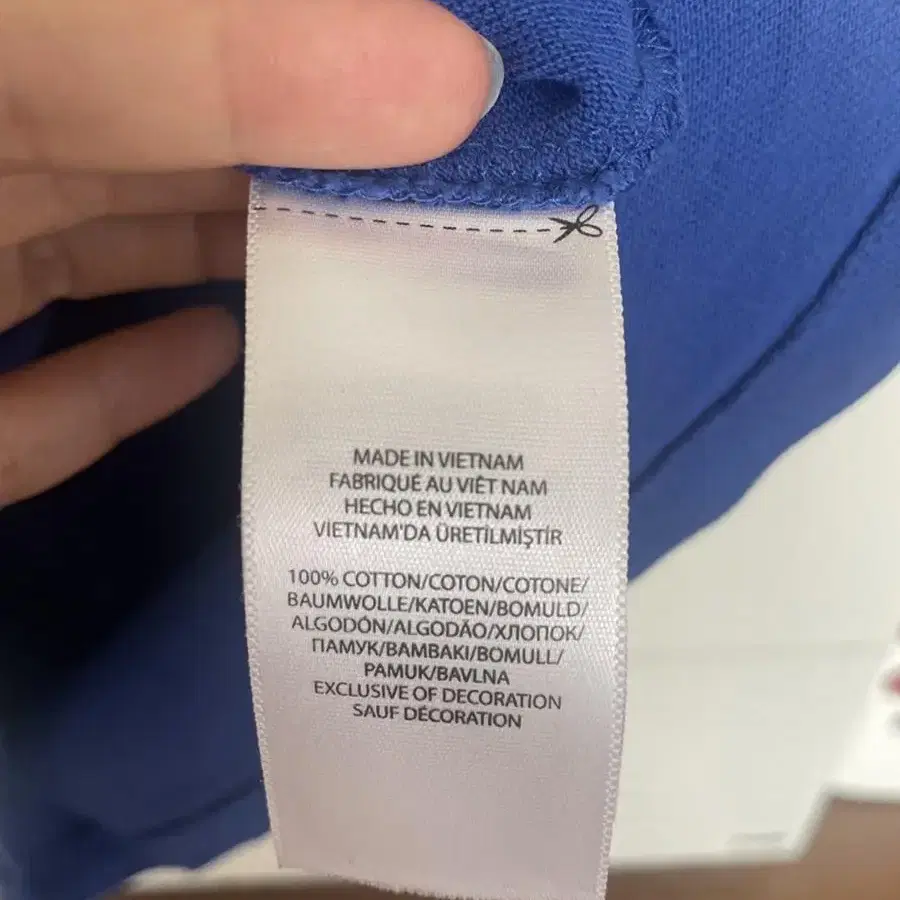 MADE IN VIETNAM
FABRIQUÉ AU VIÊT NAM
HECHO EN VIETNAM
VIETNAM'DA ÜRETİLMİŞTİR
100% COTTON/COTON/COTONE/
BAUMWOLLE/KATOEN/BOMULD/
ALGODÓN/ALGODÃO/ХЛОПОК/
ПАМУК/BAMBAKI/BOMULL/
PAMUK/BAVLNA
EXCLUSIVE OF DECORATION
SAUF DÉCORATION